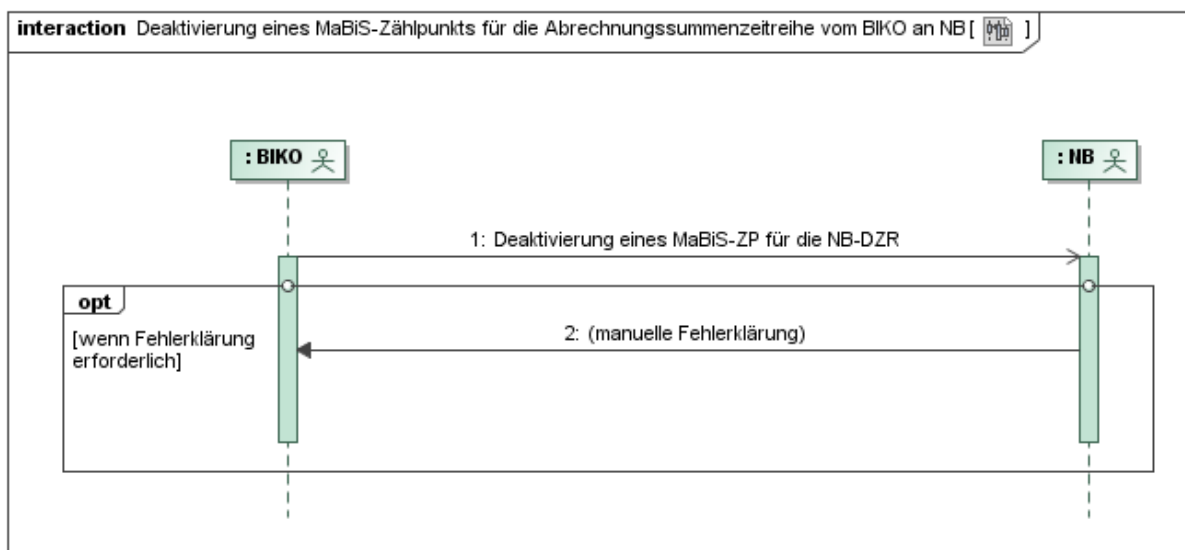 interaction Deaktivierung eines MaBiS-Zählpunkts für die Abrechnungssummenzeitreihe vom BIKO an NB [ ]
: BIKO
: NB
1: Deaktivierung eines MaBiS-ZP für die NB-DZR
opt
[wenn Fehlerklärung
erforderlich]
2: (manuelle Fehlerklärung)